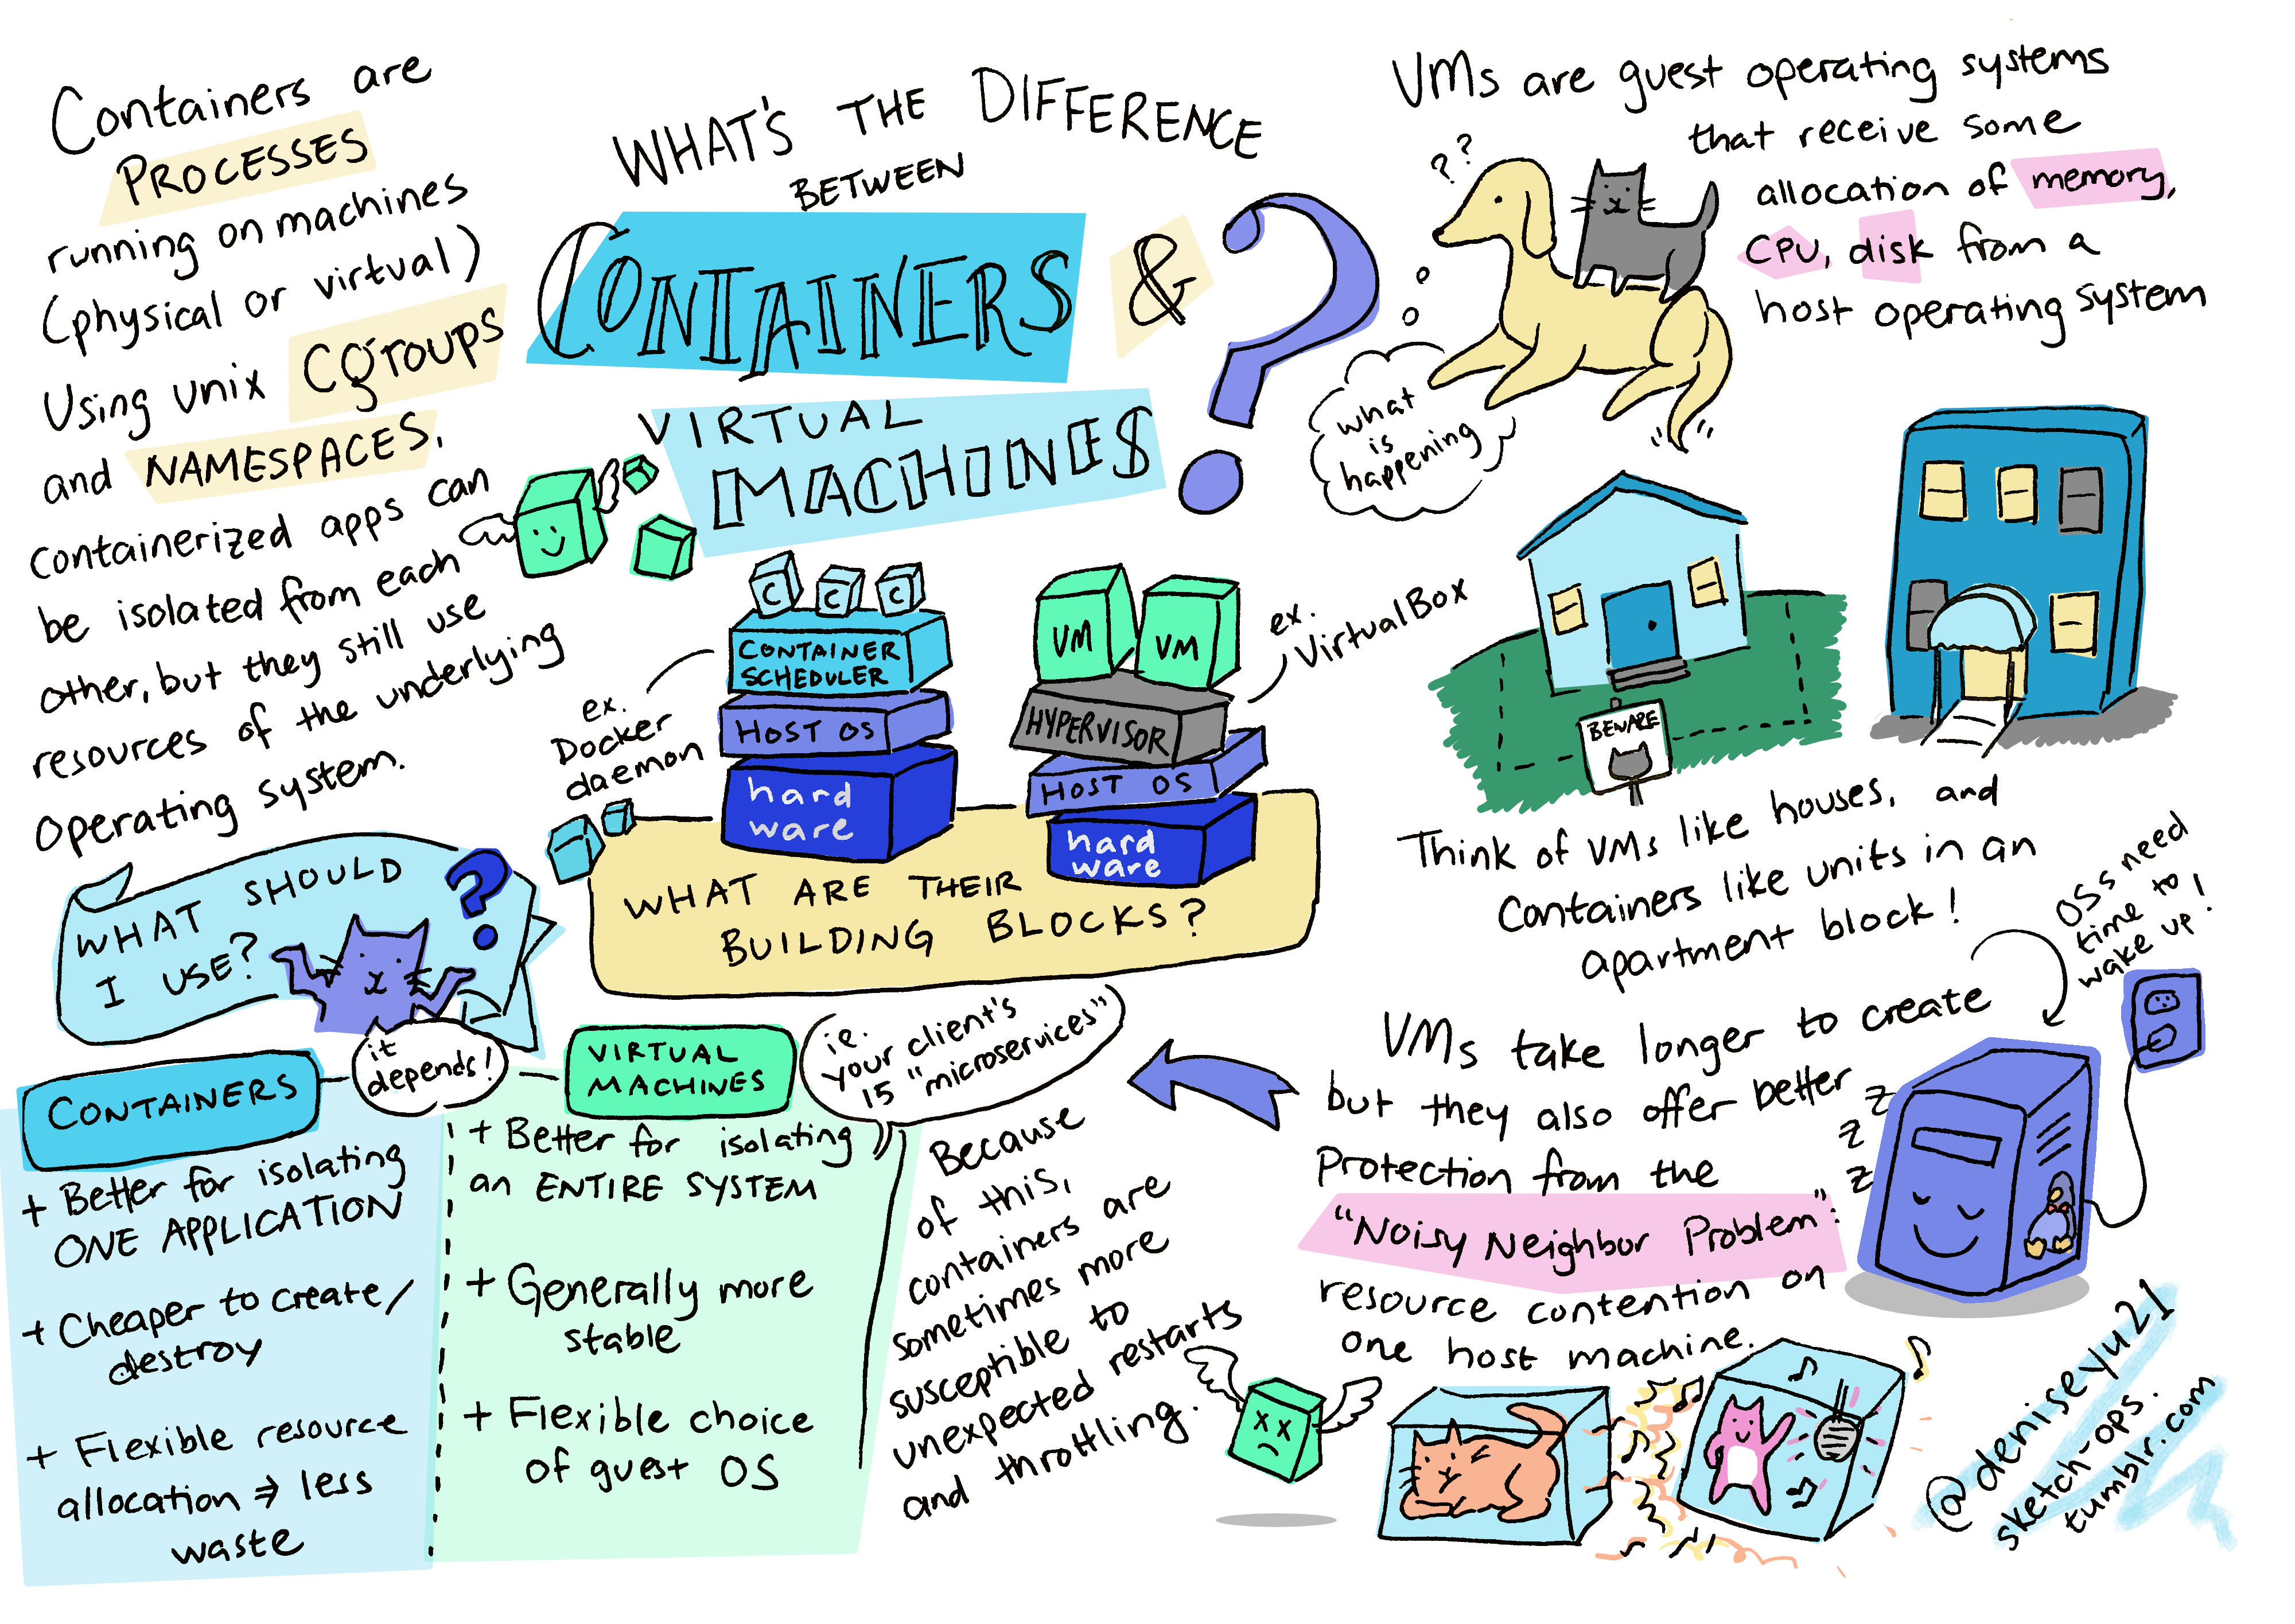 WHAT'S THE DIFFERENCE
BETWEEN
CONTAINERS &
VIRTUAL
MACHINES
?
Containers are
PROCESSES
running on machines
(physical or virtual)
Using unix cgroups
and NAMESPACES,
containerized apps can
be isolated from each
other, but they still use
resources of the underlying
operating system.
VMs are guest operating systems
that receive some
allocation of memory,
CPU, disk from a
host operating system
? ?
what
is
happening
C
C
C
CONTAINER
SCHEDULER
HOST OS
hard
ware
ex.
Docker
daemon
VM
VM
HYPERVISOR
HOST OS
hard
ware
ex.
VirtualBox
WHAT ARE THEIR
BUILDING BLOCKS?
BEWARE
Think of VMs like houses, and
Containers like units in an
apartment block!
VMs take longer to create
but they also offer better
Protection from the
"Noisy Neighbor Problem":
resource contention on
one host machine.
OSs need
time to
wake up!
z
z
z
Because
of this,
containers are
sometimes more
susceptible to
unexpected restarts
and throttling.
WHAT SHOULD
I USE?
?
it
depends!
CONTAINERS
+ Better for isolating
ONE APPLICATION
+ Cheaper to create/
destroy
+ Flexible resource
allocation ⇒ less
waste
VIRTUAL
MACHINES
+ Better for isolating
an ENTIRE SYSTEM
+ Generally more
stable
+ Flexible choice
of guest OS
ie.
your client's
15 "microservices"
@deniseyu21
sketch-ops.
tumblr.com